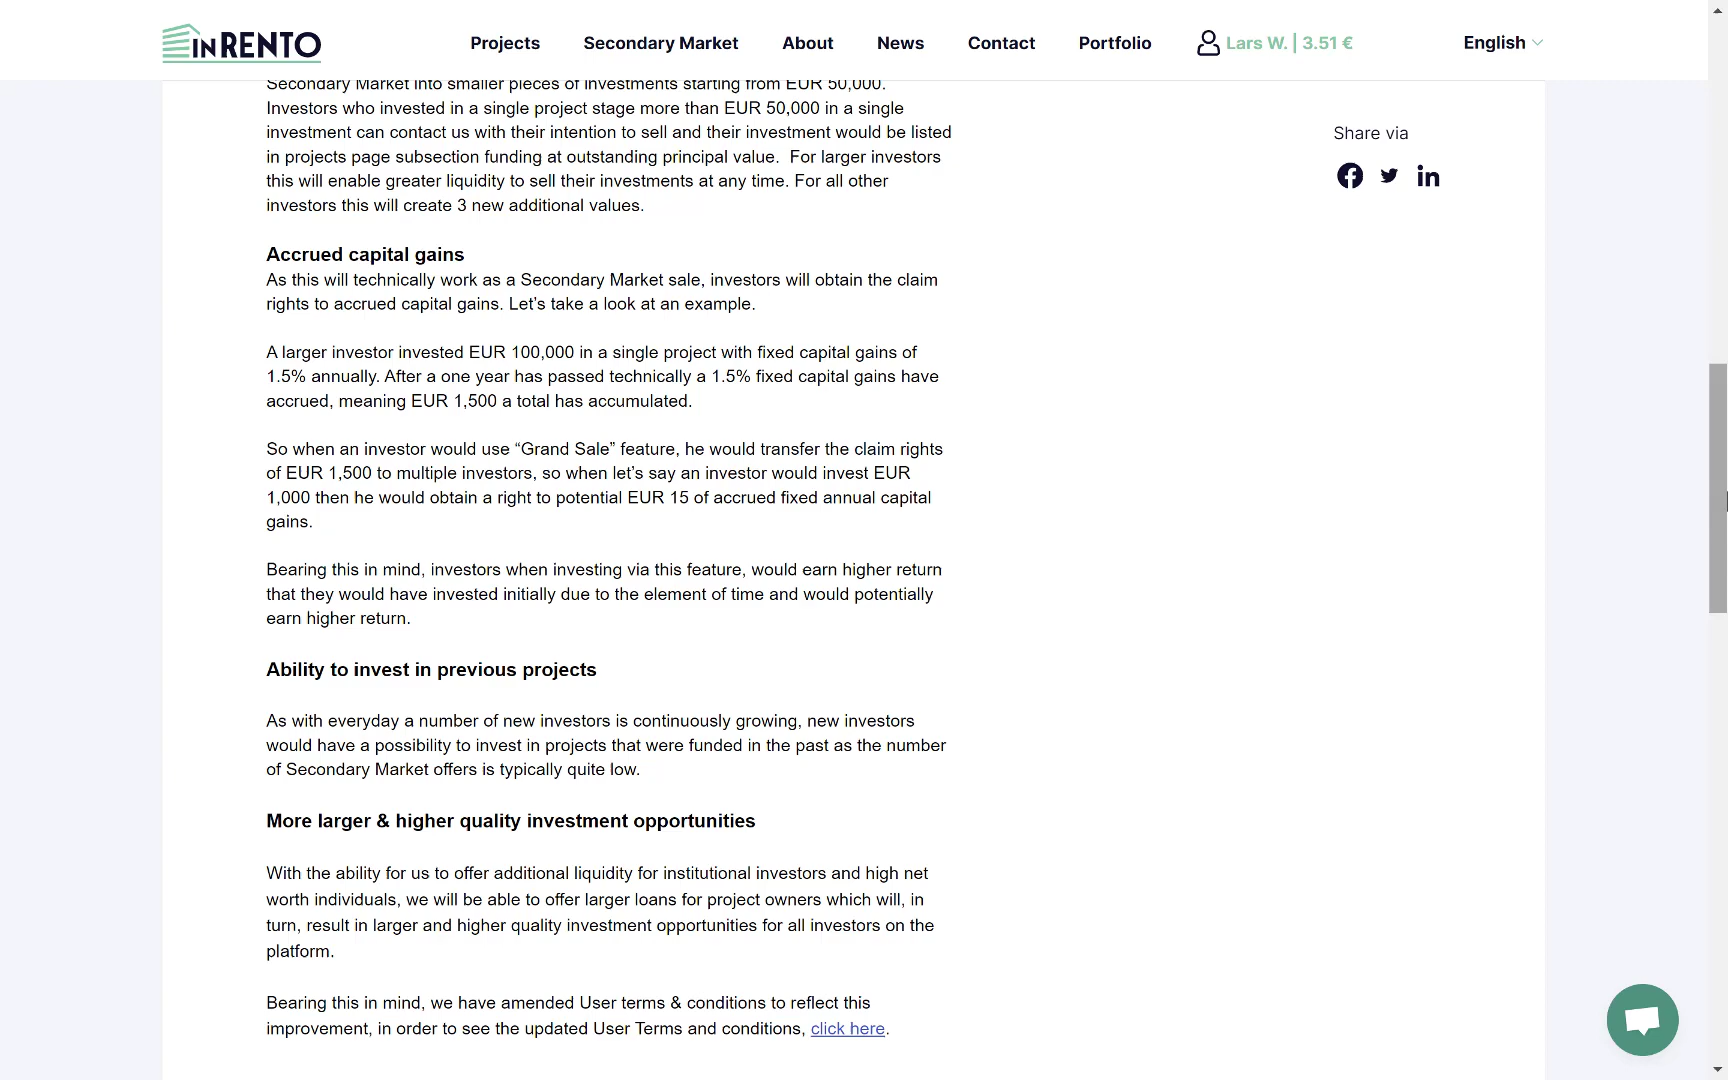 inRENTO
Projects
Secondary Market
About
News
Contact
Portfolio
Lars W. | 3.51 €
English
Secondary Market into smaller pieces of investments starting from EUR 50,000.
Investors who invested in a single project stage more than EUR 50,000 in a single
investment can contact us with their intention to sell and their investment would be listed
in projects page subsection funding at outstanding principal value.  For larger investors
this will enable greater liquidity to sell their investments at any time. For all other
investors this will create 3 new additional values.
Share via
Accrued capital gains
As this will technically work as a Secondary Market sale, investors will obtain the claim
rights to accrued capital gains. Let’s take a look at an example.
A larger investor invested EUR 100,000 in a single project with fixed capital gains of
1.5% annually. After a one year has passed technically a 1.5% fixed capital gains have
accrued, meaning EUR 1,500 a total has accumulated.
So when an investor would use “Grand Sale” feature, he would transfer the claim rights
of EUR 1,500 to multiple investors, so when let’s say an investor would invest EUR
1,000 then he would obtain a right to potential EUR 15 of accrued fixed annual capital
gains.
Bearing this in mind, investors when investing via this feature, would earn higher return
that they would have invested initially due to the element of time and would potentially
earn higher return.
Ability to invest in previous projects
As with everyday a number of new investors is continuously growing, new investors
would have a possibility to invest in projects that were funded in the past as the number
of Secondary Market offers is typically quite low.
More larger & higher quality investment opportunities
With the ability for us to offer additional liquidity for institutional investors and high net
worth individuals, we will be able to offer larger loans for project owners which will, in
turn, result in larger and higher quality investment opportunities for all investors on the
platform.
Bearing this in mind, we have amended User terms & conditions to reflect this
improvement, in order to see the updated User Terms and conditions, click here.